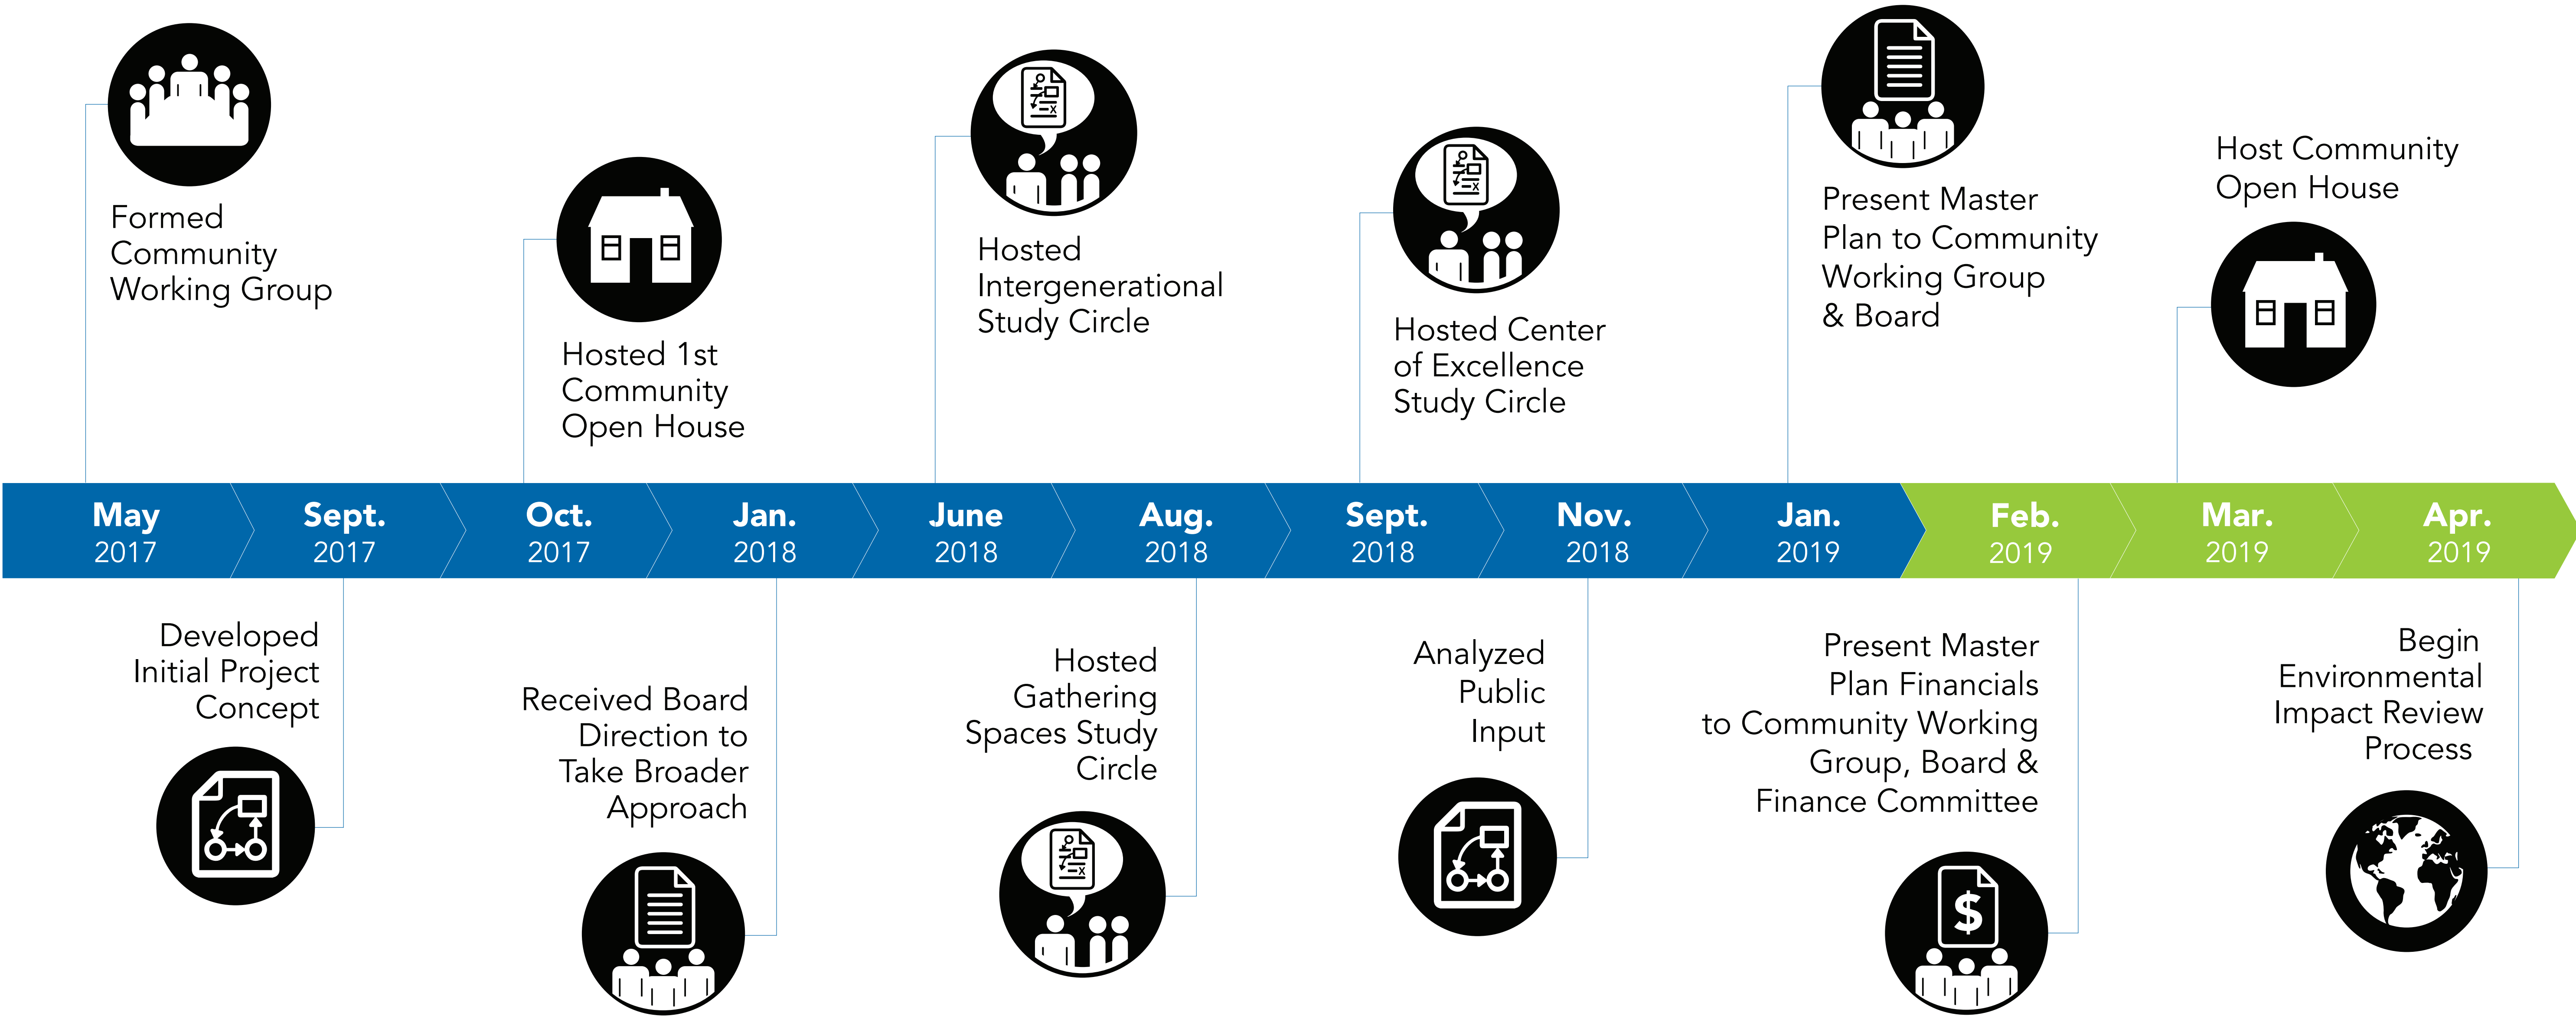 Formed
Community
Working Group
Hosted 1st
Community
Open House
Hosted
Intergenerational
Study Circle
Hosted Center
of Excellence
Study Circle
Present Master
Plan to Community
Working Group
& Board
Host Community
Open House
May
2017
Sept.
2017
Oct.
2017
Jan.
2018
June
2018
Aug.
2018
Sept.
2018
Nov.
2018
Jan.
2019
Feb.
2019
Mar.
2019
Apr.
2019
Developed
Initial Project
Concept
Received Board
Direction to
Take Broader
Approach
Hosted
Gathering
Spaces Study
Circle
x
Analyzed
Public
Input
Present Master
Plan Financials
to Community Working
Group, Board &
Finance Committee
$
Begin
Environmental
Impact Review
Process